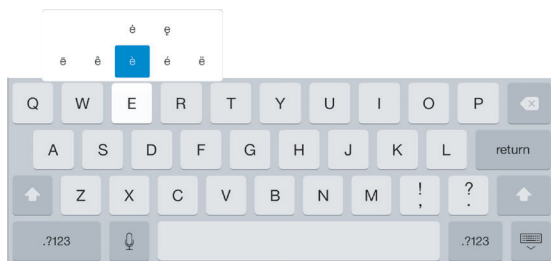 ė ę
ē ê è é ë
Q W E R T Y U I O P
A S D F G H J K L return
Z X C V B N M ! , ? .
.?123 .?123